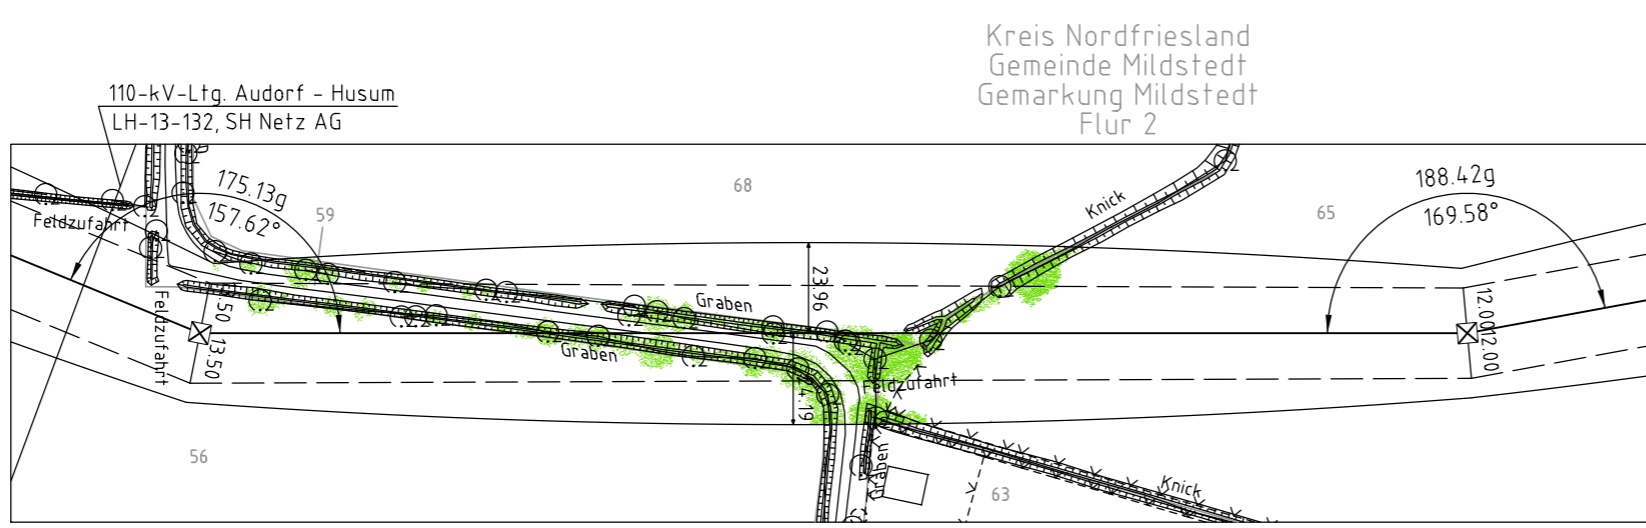 Kreis Nordfriesland
Gemeinde Mildstedt
Gemarkung Mildstedt
Flur 2
110-kV-Ltg. Audorf - Husum
LH-13-132, SH Netz AG
175.13g
157.62°
59
68
Knick
65
188.42g
169.58°
Feldzufahrt
Feldzufahrt
13.50
23.96
Graben
Graben
Feldzufahrt
12.00
12.00
56
Graben
63
Knick